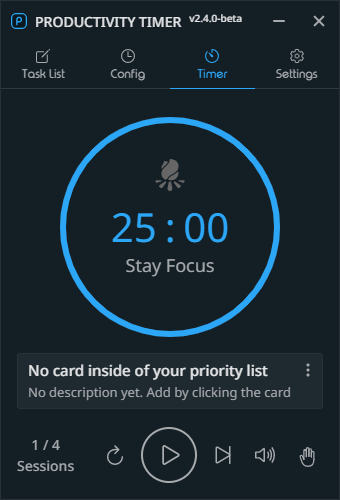 PRODUCTIVITY TIMER v2.4.0-beta
Task List Config Timer Settings
25 : 00
Stay Focus
No card inside of your priority list
No description yet. Add by clicking the card
1 / 4
Sessions